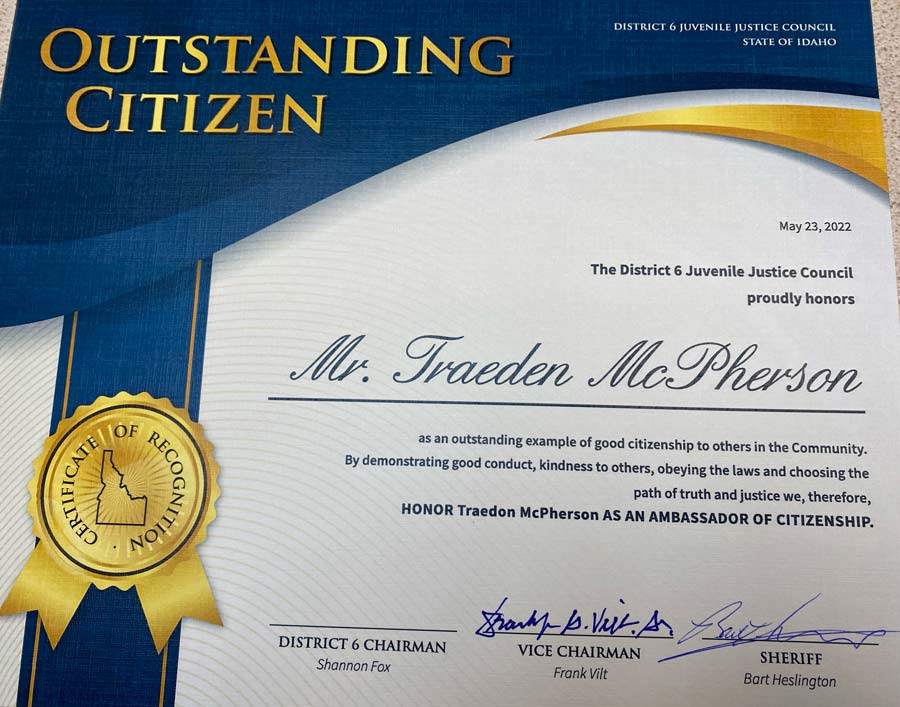 OUTSTANDING
CITIZEN
DISTRICT 6 JUVENILE JUSTICE COUNCIL
STATE OF IDAHO
May 23, 2022
The District 6 Juvenile Justice Council
proudly honors
Mr. Traeden McPherson
as an outstanding example of good citizenship to others in the Community.
By demonstrating good conduct, kindness to others, obeying the laws and choosing the
path of truth and justice we, therefore,
HONOR Traedon McPherson AS AN AMBASSADOR OF CITIZENSHIP.
CERTIFICATE OF RECOGNITION ·
Frank G. Vilt. Sr.
DISTRICT 6 CHAIRMAN
Shannon Fox
VICE CHAIRMAN
Frank Vilt
SHERIFF
Bart Heslington